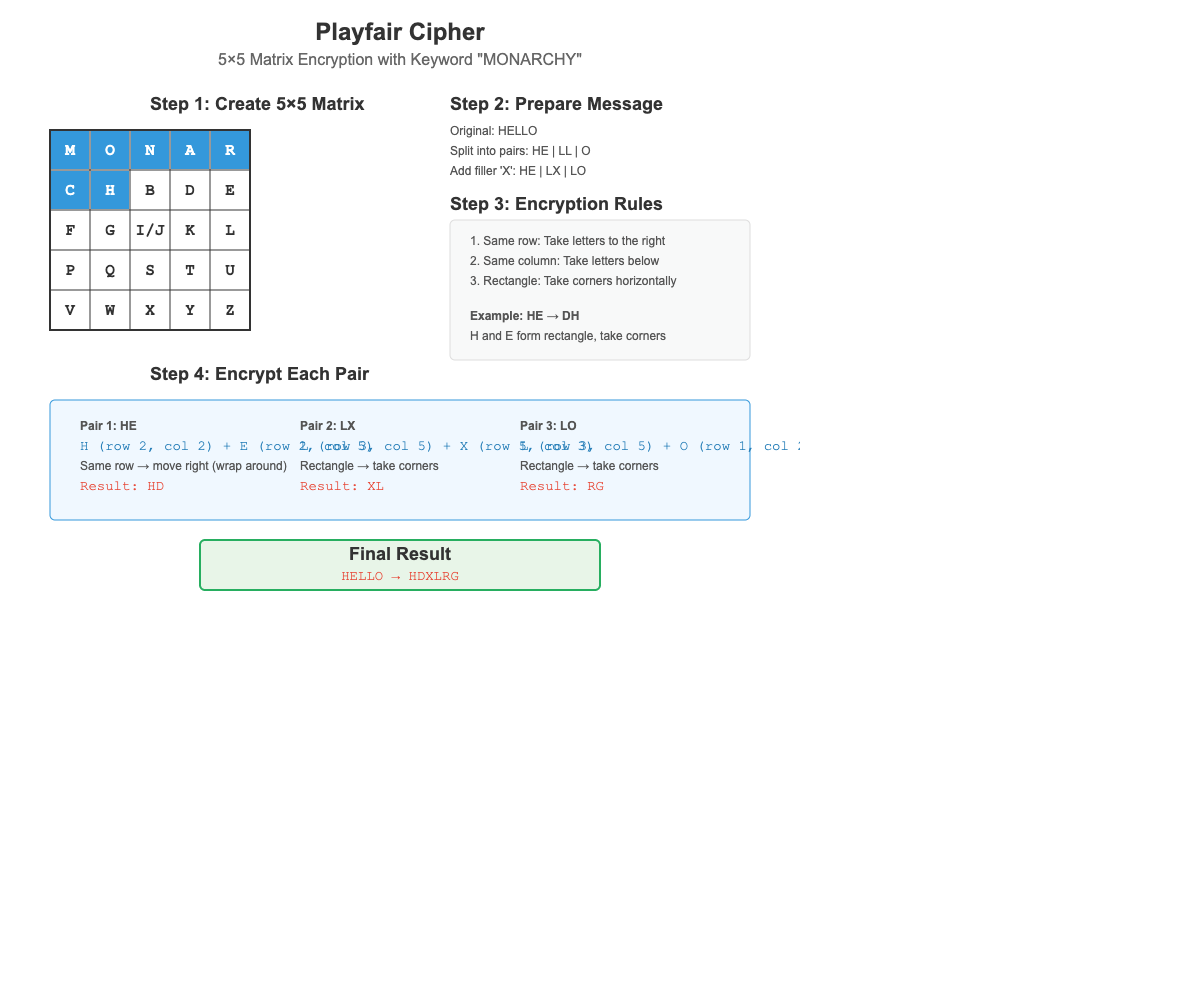 Playfair Cipher
5×5 Matrix Encryption with Keyword "MONARCHY"
Step 1: Create 5×5 Matrix
M O N A R
C H B D E
F G I/J K L
P Q S T U
V W X Y Z
Step 2: Prepare Message
Original: HELLO
Split into pairs: HE | LL | O
Add filler 'X': HE | LX | LO
Step 3: Encryption Rules
1. Same row: Take letters to the right
2. Same column: Take letters below
3. Rectangle: Take corners horizontally
Example: HE → DH
H and E form rectangle, take corners
Step 4: Encrypt Each Pair
Pair 1: HE
H (row 2, col 2) + E (row 2, col 5)
Same row → move right (wrap around)
Result: HD
Pair 2: LX
L (row 3, col 5) + X (row 5, col 3)
Rectangle → take corners
Result: XL
Pair 3: LO
L (row 3, col 5) + O (row 1, col
Rectangle → take corners
Result: RG
Final Result
HELLO → HDXLRG